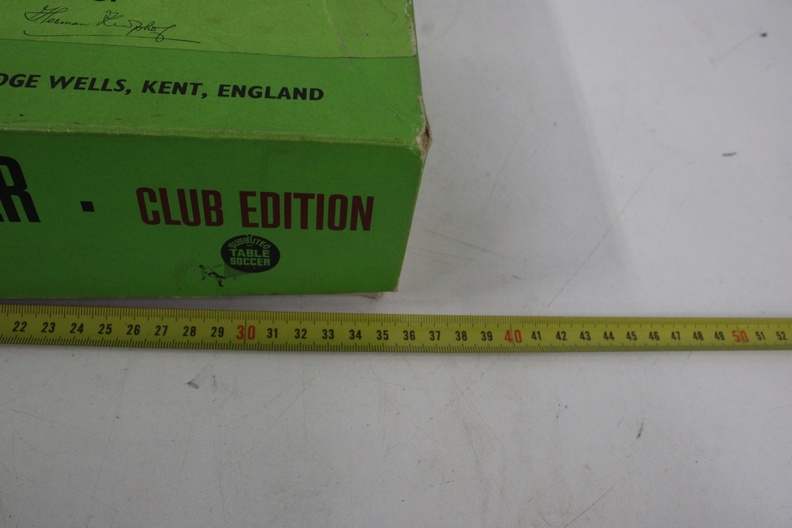 DGE WELLS, KENT, ENGLAND
R · CLUB EDITION
SUBBUTEO
TABLE
SOCCER
22 23 24 25 26 27 28 29 30 31 32 33 34 35 36 37 38 39 40 41 42 43 44 45 46 47 48 49 50 51 52